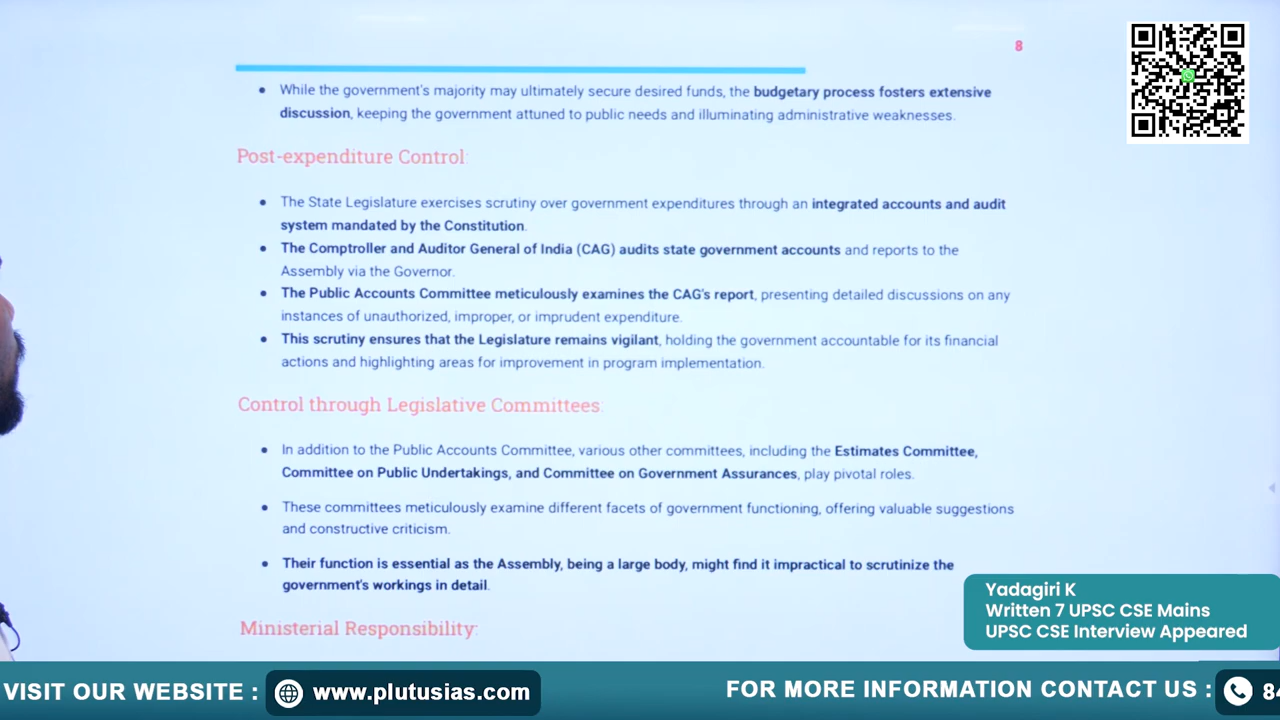 8
● While the government's majority may ultimately secure desired funds, the budgetary process fosters extensive
discussion, keeping the government attuned to public needs and illuminating administrative weaknesses.
Post-expenditure Control:
● The State Legislature exercises scrutiny over government expenditures through an integrated accounts and audit
system mandated by the Constitution.
● The Comptroller and Auditor General of India (CAG) audits state government accounts and reports to the
Assembly via the Governor.
● The Public Accounts Committee meticulously examines the CAG's report, presenting detailed discussions on any
instances of unauthorized, improper, or imprudent expenditure.
● This scrutiny ensures that the Legislature remains vigilant, holding the government accountable for its financial
actions and highlighting areas for improvement in program implementation.
Control through Legislative Committees:
● In addition to the Public Accounts Committee, various other committees, including the Estimates Committee,
Committee on Public Undertakings, and Committee on Government Assurances, play pivotal roles.
● These committees meticulously examine different facets of government functioning, offering valuable suggestions
and constructive criticism.
● Their function is essential as the Assembly, being a large body, might find it impractical to scrutinize the
government's workings in detail.
Ministerial Responsibility:
Yadagiri K
Written 7 UPSC CSE Mains
UPSC CSE Interview Appeared
VISIT OUR WEBSITE : www.plutusias.com
FOR MORE INFORMATION CONTACT US : 84